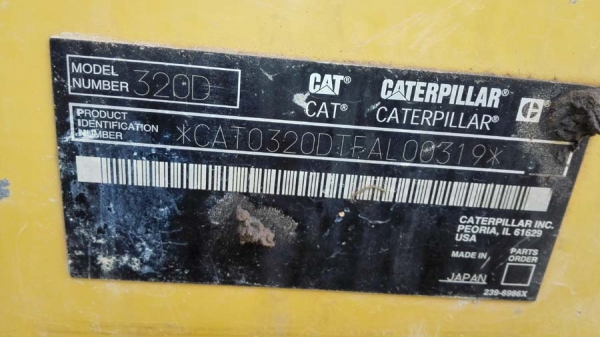 MODEL NUMBER 320D
CAT® CATERPILLAR®
CAT® CATERPILLAR®
PRODUCT IDENTIFICATION NUMBER *CAT0320DTFAL00319*
CATERPILLAR INC.
PEORIA, IL 61629
USA
MADE IN PARTS ORDER
JAPAN
239-6986X